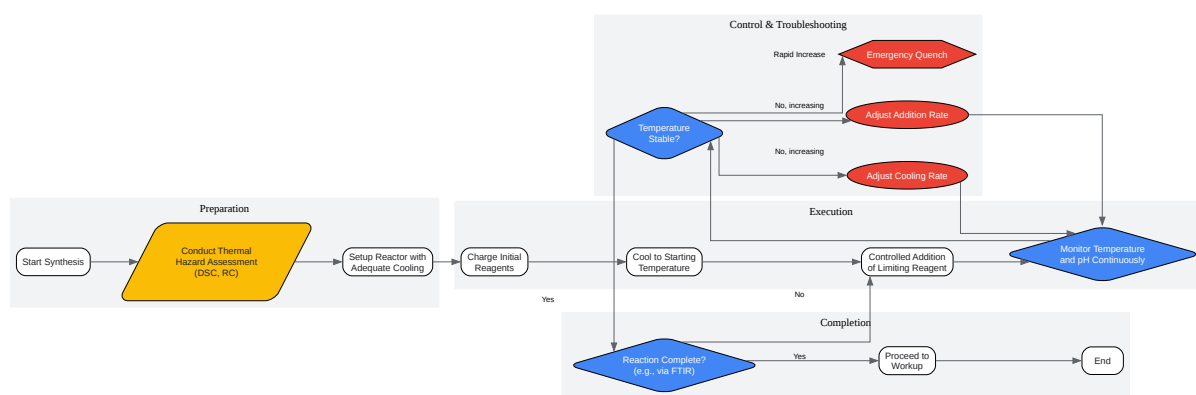 Control & Troubleshooting
Rapid Increase
Emergency Quench
No, increasing
Adjust Addition Rate
Temperature
Stable?
No, increasing
Adjust Cooling Rate
Preparation
Execution
Start Synthesis
Conduct Thermal
Hazard Assessment
(DSC, RC)
Setup Reactor with
Adequate Cooling
Charge Initial
Reagents
Cool to Starting
Temperature
Controlled Addition
of Limiting Reagent
Monitor Temperature
and pH Continuously
Yes
No
Completion
Reaction Complete?
(e.g., via FTIR)
Yes
Proceed to
Workup
End